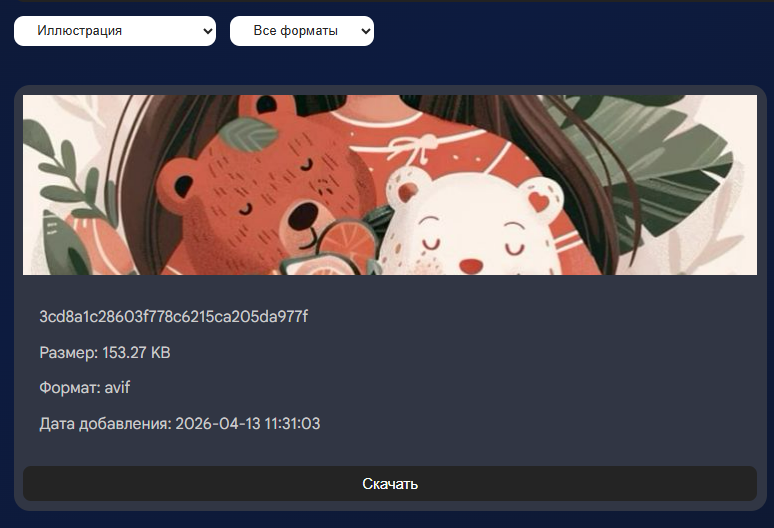 Иллюстрация
Все форматы
3cd8a1c28603f778c6215ca205da977f
Размер: 153.27 KB
Формат: avif
Дата добавления: 2026-04-13 11:31:03
Скачать